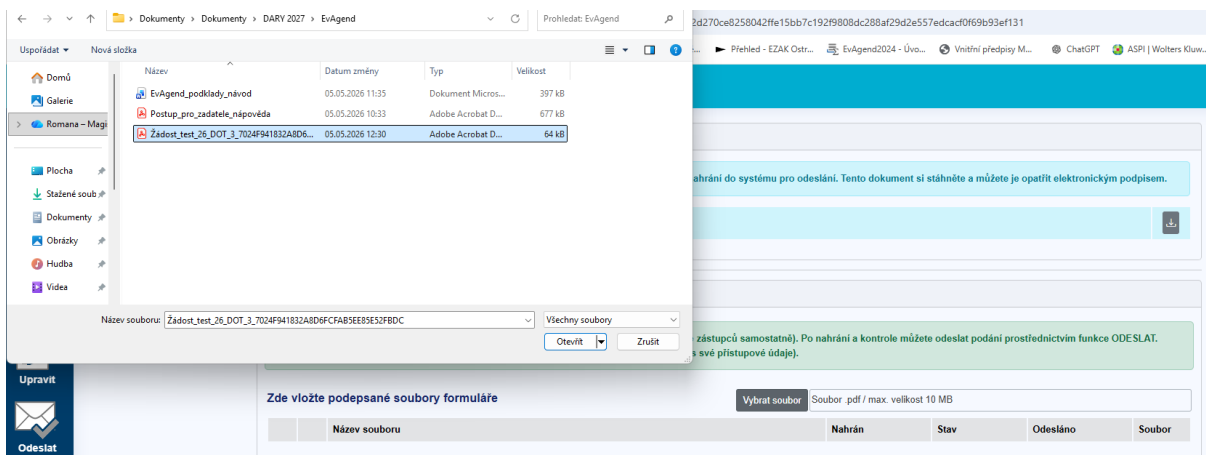 Dokumenty > Dokumenty > DARY 2027 > EvAgend
Prohledat: EvAgend
2d270ce8258042ffe15bb7c192f9808dc288af29d2e557edcacf0f69b93ef131
Uspořádat
Nová složka
Přehled - EZAK Ostr...
EvAgend2024 - Úvo...
Vnitřní předpisy M...
ChatGPT
ASPI | Wolters Kluw...
Domů
Galerie
Romana – Magi
Plocha
Stažené soub
Dokumenty
Obrázky
Hudba
Videa
Název Datum změny Typ Velikost
EvAgend_podklady_návod 05.05.2026 11:35 Dokument Micros... 397 kB
Postup_pro_zadatele_nápověda 05.05.2026 10:33 Adobe Acrobat D... 677 kB
Žádost_test_26_DOT_3_7024F941832A8D6... 05.05.2026 12:30 Adobe Acrobat D... 64 kB
Název souboru: Žádost_test_26_DOT_3_7024F941832A8D6FCFAB5EE85E52FBDC
Všechny soubory
Otevřít
Zrušit
nahrání do systému pro odeslání. Tento dokument si stáhněte a můžete je opatřit elektronickým podpisem.
zástupců samostatně). Po nahrání a kontrole můžete odeslat podání prostřednictvím funkce ODESLAT.
s své přístupové údaje).
Upravit
Odeslat
Zde vložte podepsané soubory formuláře
Vybrat soubor
Soubor .pdf / max. velikost 10 MB
Název souboru Nahrán Stav Odesláno Soubor